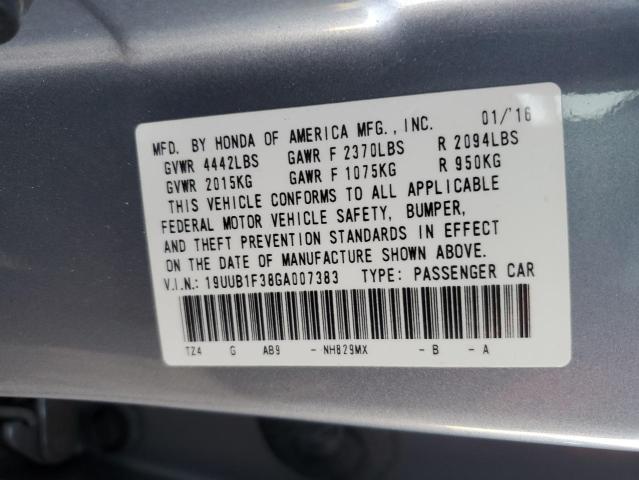 MFD. BY HONDA OF AMERICA MFG., INC. 01/'16
GVWR 4442LBS GAWR F 2370LBS R 2094LBS
GVWR 2015KG GAWR F 1075KG R 950KG
THIS VEHICLE CONFORMS TO ALL APPLICABLE
FEDERAL MOTOR VEHICLE SAFETY, BUMPER,
AND THEFT PREVENTION STANDARDS IN EFFECT
ON THE DATE OF MANUFACTURE SHOWN ABOVE.
V.I.N.: 19UUB1F38GA007383 TYPE: PASSENGER CAR
TZ4 G AB9 - NH829MX - B - A